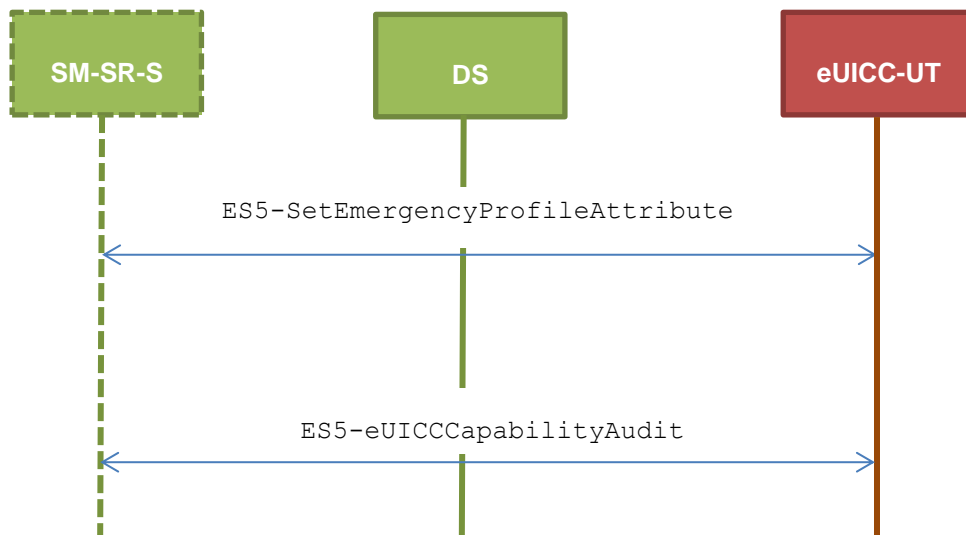 SM-SR-S
DS
eUICC-UT
ES5-SetEmergencyProfileAttribute
ES5-eUICCCapabilityAudit